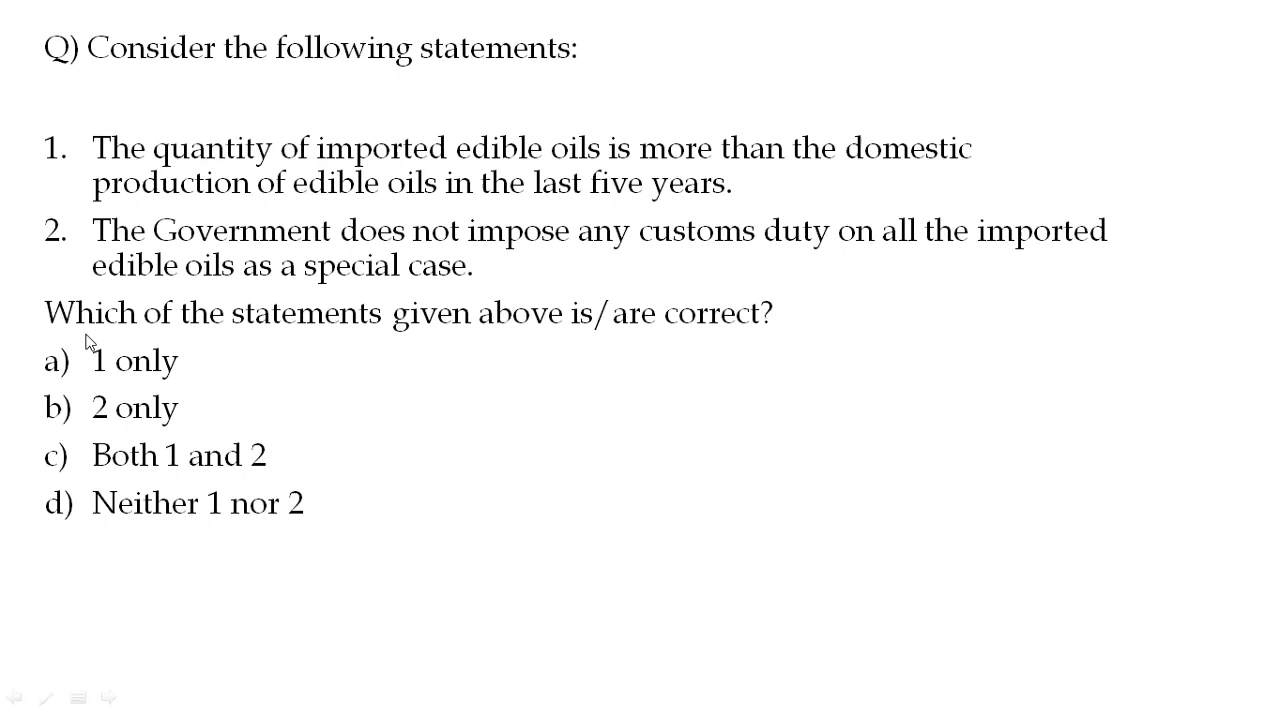 Q) Consider the following statements:
1. The quantity of imported edible oils is more than the domestic
production of edible oils in the last five years.
2. The Government does not impose any customs duty on all the imported
edible oils as a special case.
Which of the statements given above is/are correct?
a) 1 only
b) 2 only
c) Both 1 and 2
d) Neither 1 nor 2